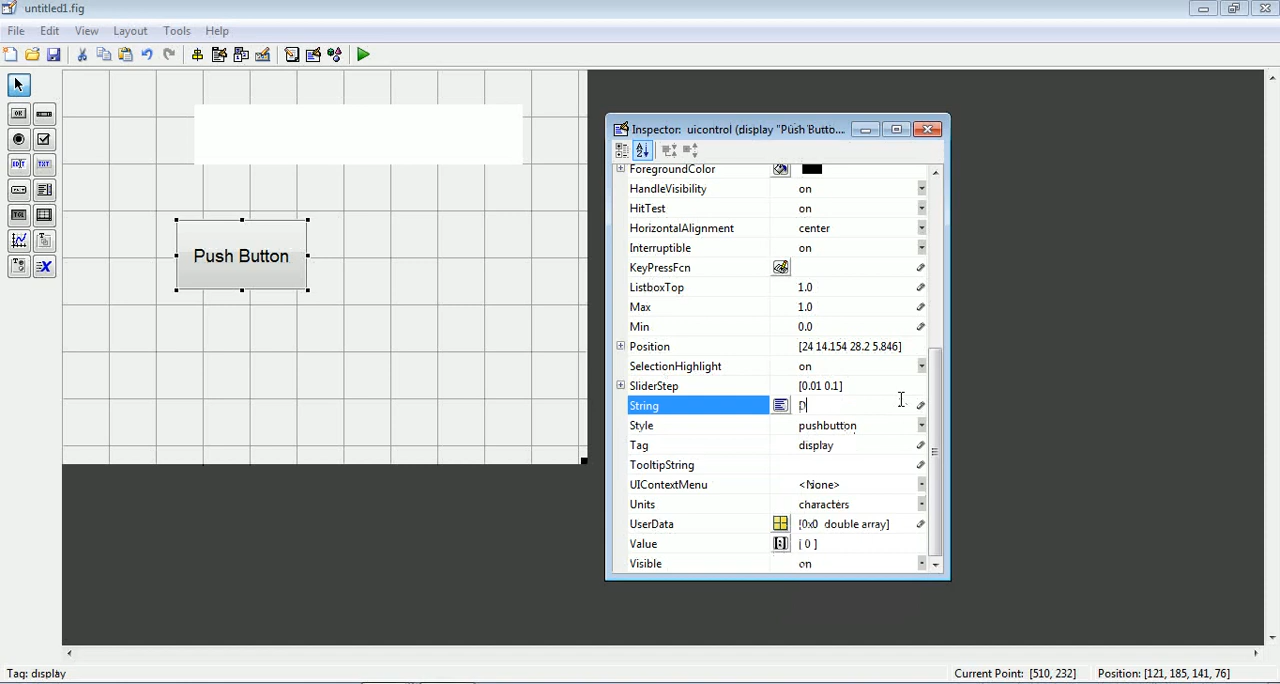 untitled1.fig
File Edit View Layout Tools Help
OK
EDIT TXT
TGL
Push Button
Inspector: uicontrol (display "Push Butto...
ForegroundColor
HandleVisibility on
HitTest on
HorizontalAlignment center
Interruptible on
KeyPressFcn
ListboxTop 1.0
Max 1.0
Min 0.0
Position [24 14.154 28.2 5.846]
SelectionHighlight on
SliderStep [0.01 0.1]
String D
Style pushbutton
Tag display
TooltipString
UIContextMenu <None>
Units characters
UserData [0x0 double array]
Value [ 0 ]
Visible on
Tag: display Current Point: [510, 232] Position: [121, 185, 141, 76]